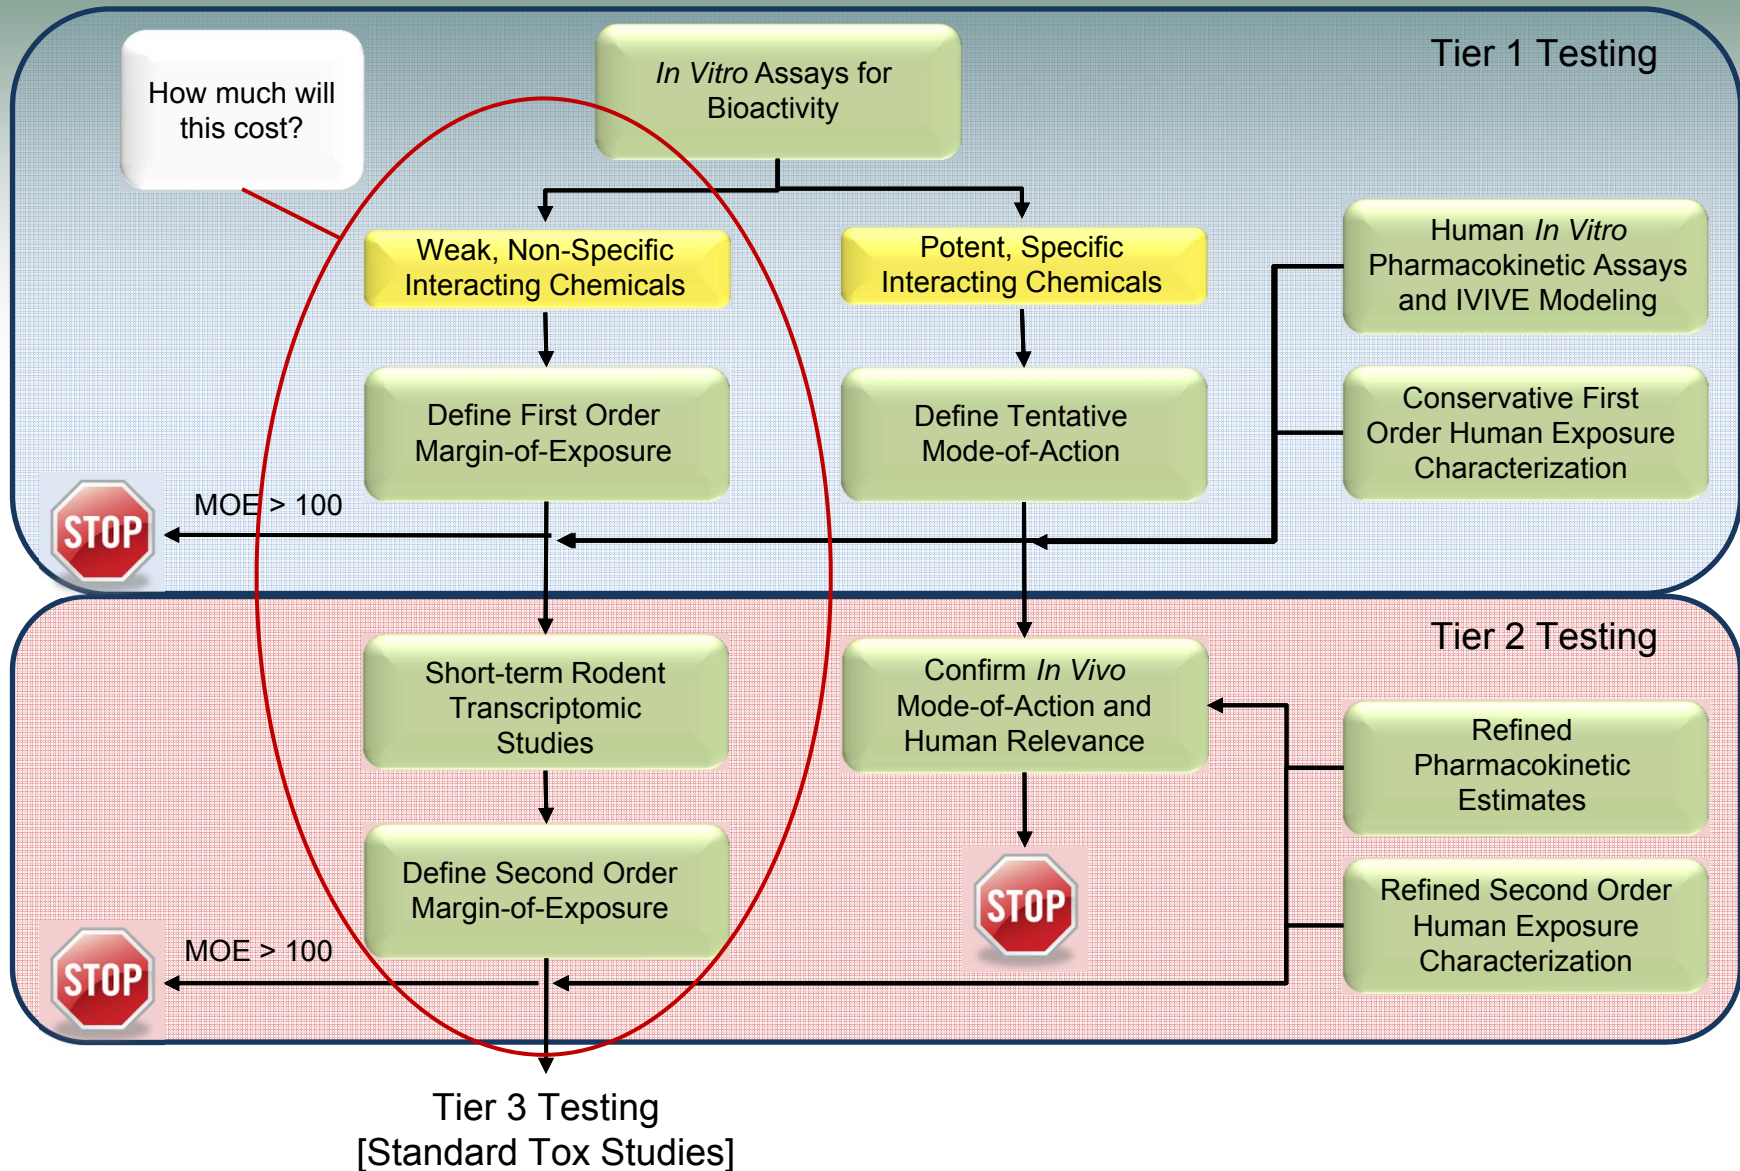 Tier 1 Testing
How much will
this cost?
In Vitro Assays for
Bioactivity
Weak, Non-Specific
Interacting Chemicals
Potent, Specific
Interacting Chemicals
Human In Vitro
Pharmacokinetic Assays
and IVIVE Modeling
Define First Order
Margin-of-Exposure
Define Tentative
Mode-of-Action
Conservative First
Order Human Exposure
Characterization
STOP
MOE > 100
Tier 2 Testing
Short-term Rodent
Transcriptomic
Studies
Confirm In Vivo
Mode-of-Action and
Human Relevance
Refined
Pharmacokinetic
Estimates
Define Second Order
Margin-of-Exposure
STOP
Refined Second Order
Human Exposure
Characterization
STOP
MOE > 100
Tier 3 Testing
[Standard Tox Studies]